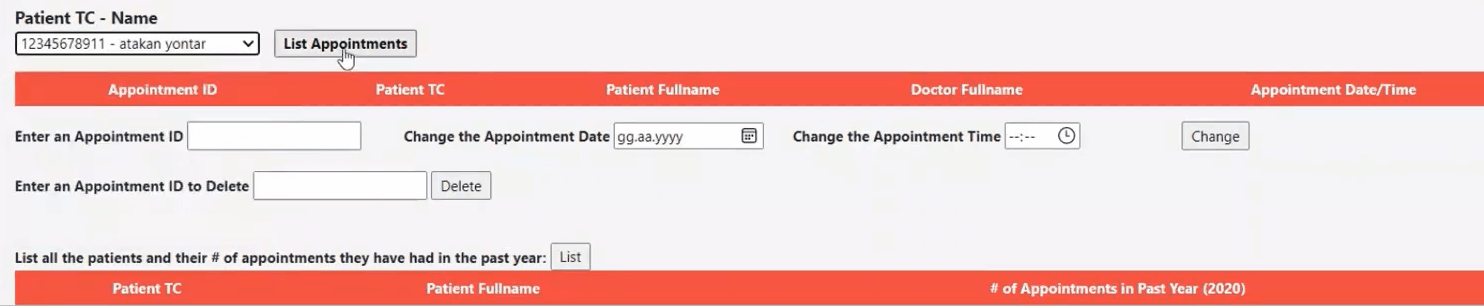 Patient TC - Name
12345678911 - atakan yontar List Appointments
Appointment ID Patient TC Patient Fullname Doctor Fullname Appointment Date/Time
Enter an Appointment ID Change the Appointment Date gg.aa.yyyy Change the Appointment Time --:-- Change
Enter an Appointment ID to Delete Delete
List all the patients and their # of appointments they have had in the past year: List
Patient TC Patient Fullname # of Appointments in Past Year (2020)